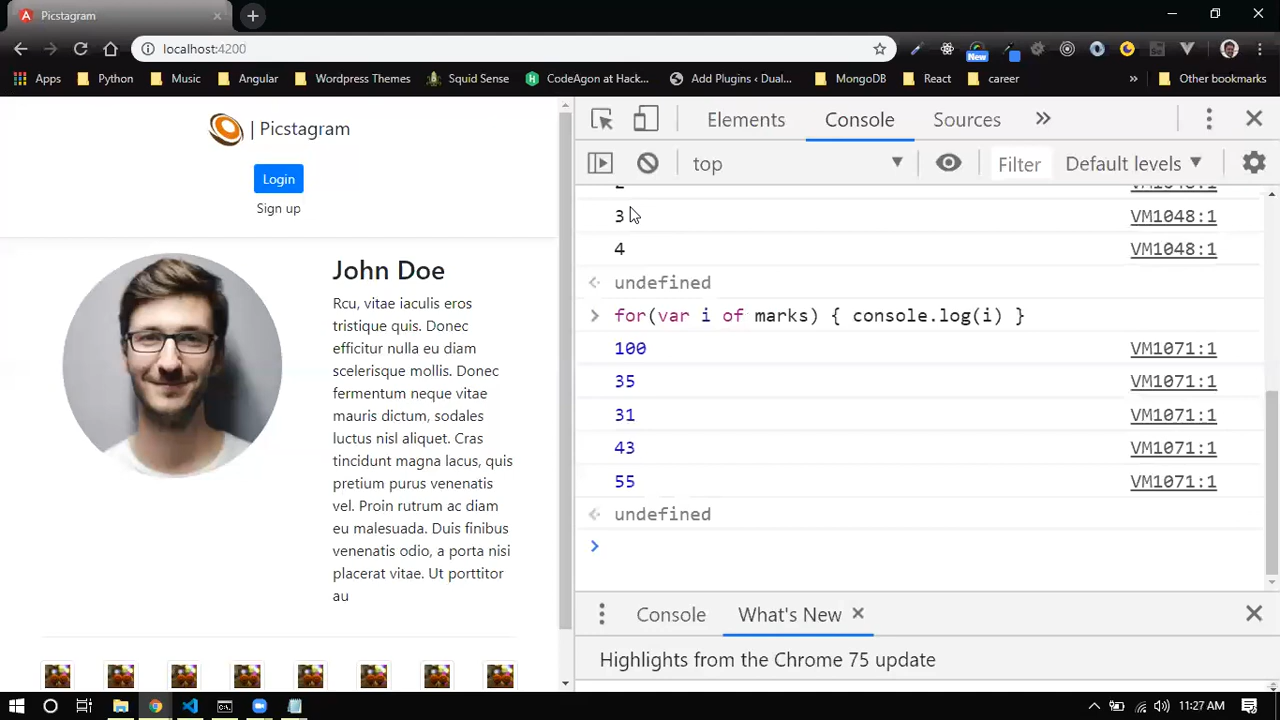 Picstagram
localhost:4200
New
Apps Python Music Angular Wordpress Themes Squid Sense CodeAgon at Hack... Add Plugins ‹ Dual... MongoDB React career » Other bookmarks
| Picstagram
Login
Sign up
John Doe
Rcu, vitae iaculis eros
tristique quis. Donec
efficitur nulla eu diam
scelerisque mollis. Donec
fermentum neque vitae
mauris dictum, sodales
luctus nisl aliquet. Cras
tincidunt magna lacus, quis
pretium purus venenatis
vel. Proin rutrum ac diam
eu malesuada. Duis finibus
venenatis odio, a porta nisi
placerat vitae. Ut porttitor
au
Elements Console Sources »
top Filter Default levels
3 VM1048:1
4 VM1048:1
undefined
for(var i of marks) { console.log(i) }
100 VM1071:1
35 VM1071:1
31 VM1071:1
43 VM1071:1
55 VM1071:1
undefined
Console What's New
Highlights from the Chrome 75 update
11:27 AM